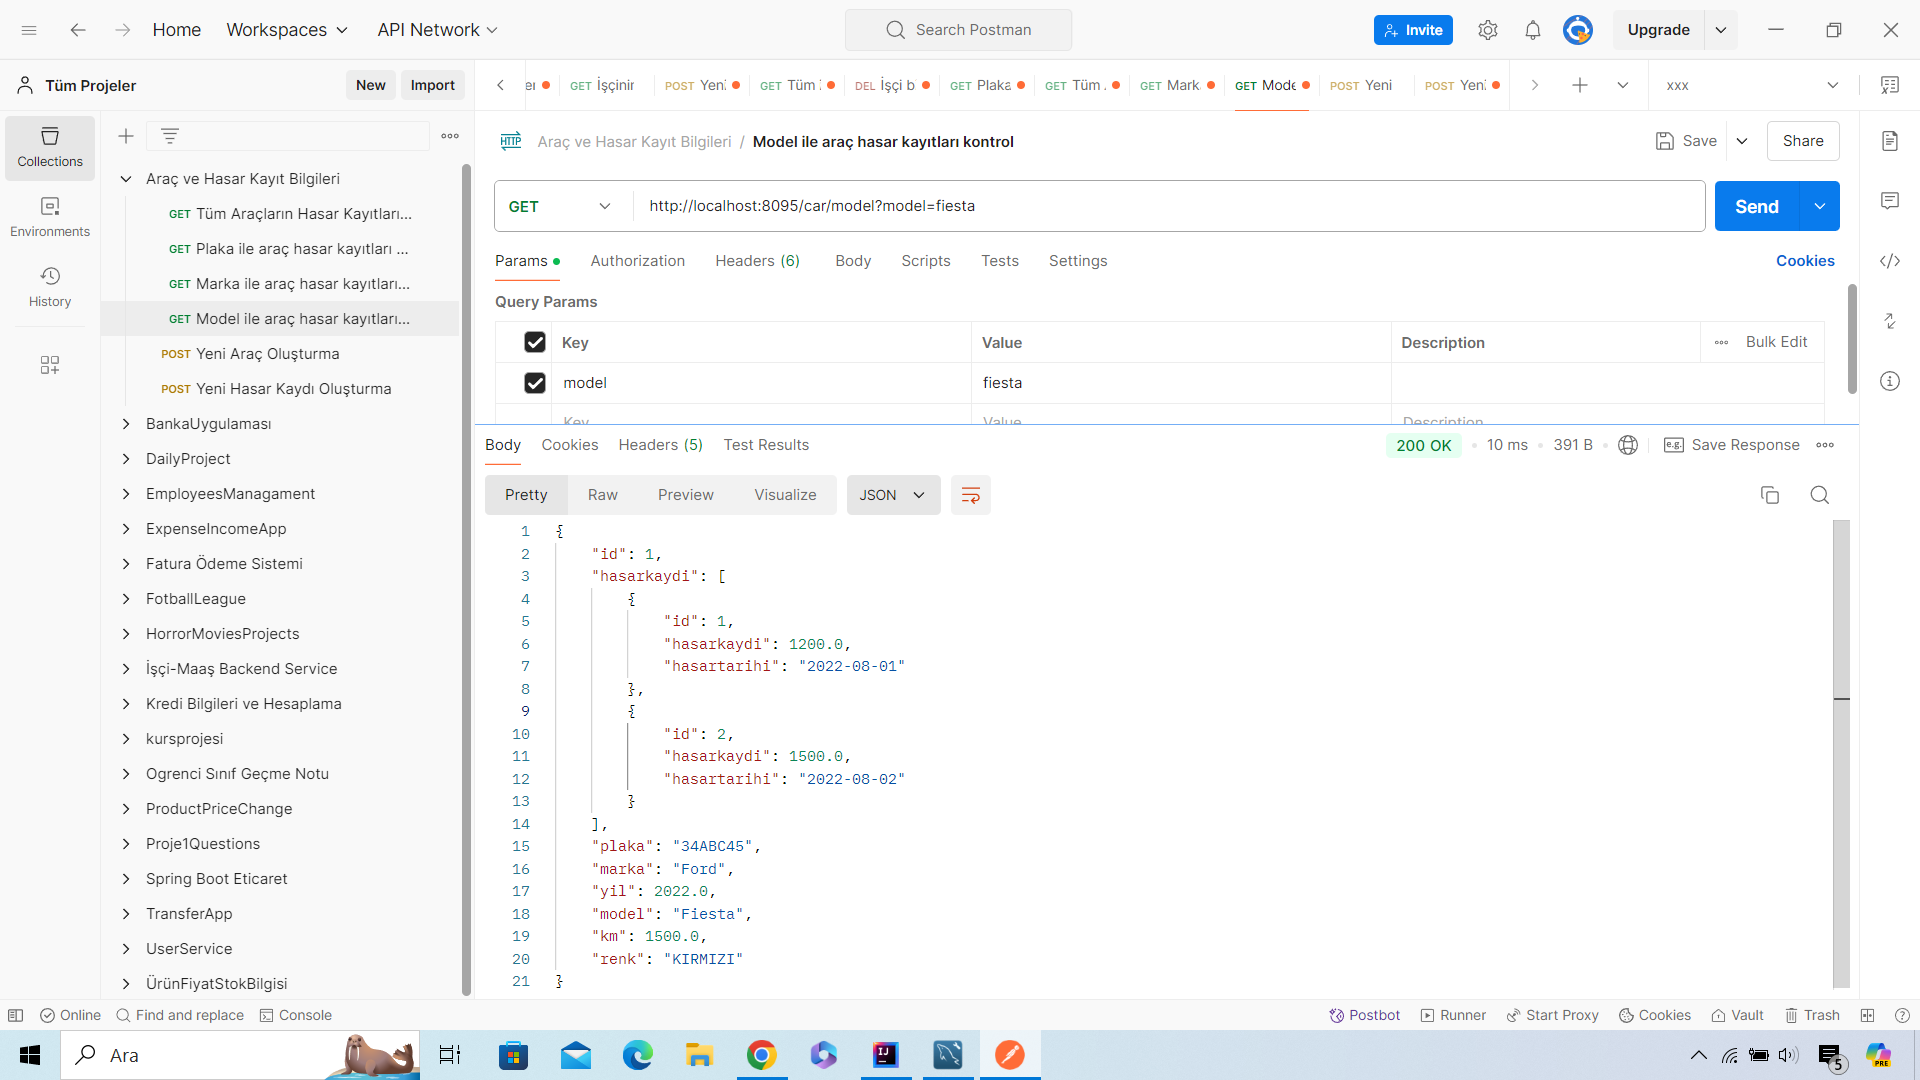 Home Workspaces API Network Search Postman Invite Upgrade
Tüm Projeler New Import
GET İşçinir POST Yeni GET Tüm DEL İşçi b GET Plaka GET Tüm GET Mark GET Mode POST Yeni POST Yeni xxx
HTTP Araç ve Hasar Kayıt Bilgileri / Model ile araç hasar kayıtları kontrol Save Share
Collections
Environments
History
Araç ve Hasar Kayıt Bilgileri
GET Tüm Araçların Hasar Kayıtları...
GET Plaka ile araç hasar kayıtları ...
GET Marka ile araç hasar kayıtları...
GET Model ile araç hasar kayıtları...
POST Yeni Araç Oluşturma
POST Yeni Hasar Kaydı Oluşturma
BankaUygulaması
DailyProject
EmployeesManagament
ExpenseIncomeApp
Fatura Ödeme Sistemi
FotballLeague
HorrorMoviesProjects
İşçi-Maaş Backend Service
Kredi Bilgileri ve Hesaplama
kursprojesi
Ogrenci Sınıf Geçme Notu
ProductPriceChange
Proje1Questions
Spring Boot Eticaret
TransferApp
UserService
ÜrünFiyatStokBilgisi
GET http://localhost:8095/car/model?model=fiesta Send
Params Authorization Headers (6) Body Scripts Tests Settings Cookies
Query Params
Key Value Description Bulk Edit
model fiesta
Key Value Description
Body Cookies Headers (5) Test Results 200 OK 10 ms 391 B e.g. Save Response
Pretty Raw Preview Visualize JSON
1 {
2 "id": 1,
3 "hasarkaydi": [
4 {
5 "id": 1,
6 "hasarkaydi": 1200.0,
7 "hasartarihi": "2022-08-01"
8 },
9 {
10 "id": 2,
11 "hasarkaydi": 1500.0,
12 "hasartarihi": "2022-08-02"
13 }
14 ],
15 "plaka": "34ABC45",
16 "marka": "Ford",
17 "yil": 2022.0,
18 "model": "Fiesta",
19 "km": 1500.0,
20 "renk": "KIRMIZI"
21 }
Online Find and replace Console Postbot Runner Start Proxy Cookies Vault Trash
Ara IJ 5 PRE